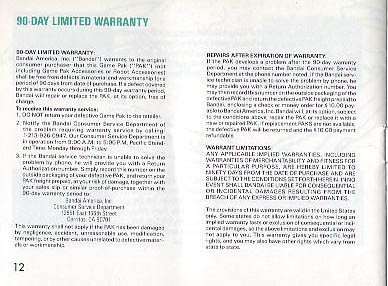 90-DAY LIMITED WARRANTY
90-DAY LIMITED WARRANTY:
Bandai America, Inc. ("Bandai") warrants to the original
consumer purchaser that this Game Pak ("PAK") (not
including Game Pak Accessories or Robot Accessories)
shall be free from defects in material and workmanship for a
period of 90 days from date of purchase. If a defect covered
by this warranty occurs during this 90-day warranty period,
Bandai will repair or replace the PAK, at its option, free of
charge.
To receive this warranty service:
1. DO NOT return your defective Game Pak to the retailer.
2. Notify the Bandai Consumer Service Department of
the problem requiring warranty service by calling:
1-213-926-0947. Our Consumer Service Department is
in operation from 9:00 A.M. to 5:00 P.M. Pacific Stand-
ard Time, Monday through Friday.
3. If the Bandai service technician is unable to solve the
problem by phone, he will provide you with a Return
Authorization number. Simply record this number on the
outside packaging of your defective PAK, and return your
PAK freight prepaid, at your risk of damage, together with
your sales slip or similar proof-of-purchase within the
90-day warranty period to:
Bandai America, Inc.
Consumer Service Department
12951 East 166th Street
Cerritos, CA 90701
This warranty shall not apply if the PAK has been damaged
by negligence, accident, unreasonable use, modification,
tampering, or by other causes unrelated to defective materi-
als or workmanship.
12
REPAIRS AFTER EXPIRATION OF WARRANTY:
If the PAK develops a problem after the 90-day warranty
period, you may contact the Bandai Consumer Service
Department at the phone number noted. If the Bandai serv-
ice technician is unable to solve the problem by phone, he
may provide you with a Return Authorization number. You
may then record this number on the outside packaging of the
defective PAK and return the defective PAK freight prepaid to
Bandai, enclosing a check or money order for $10.00 pay-
able to Bandai America, Inc. Bandai will, at its option, subject
to the conditions above, repair the PAK or replace it with a
new or repaired PAK. If replacement PAKS are not available,
the defective PAK will be returned and the $10.00 payment
refundable.
WARRANTY LIMITATIONS:
ANY APPLICABLE IMPLIED WARRANTIES, INCLUDING
WARRANTIES OF MERCHANTABILITY AND FITNESS FOR
A PARTICULAR PURPOSE, ARE HEREBY LIMITED TO
NINETY DAYS FROM THE DATE OF PURCHASE AND ARE
SUBJECT TO THE CONDITIONS SET FORTH HEREIN. IN NO
EVENT SHALL BANDAI BE LIABLE FOR CONSEQUENTIAL
OR INCIDENTAL DAMAGES RESULTING FROM THE
BREACH OF ANY EXPRESS OR IMPLIED WARRANTIES.
The provisions of this warranty are valid in the United States
only. Some states do not allow limitations on how long an
implied warranty lasts or exclusion of consequential or inci-
dental damages, so the above limitations and exclusion may
not apply to you. This warranty gives you specific legal
rights, and you may also have other rights which vary from
state to state.